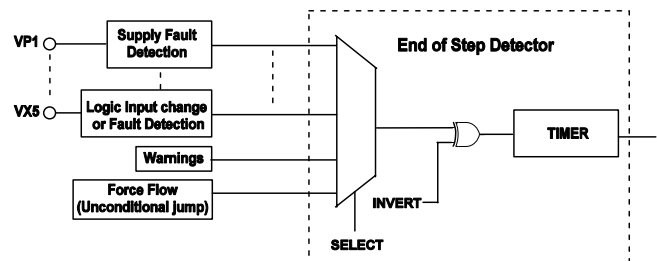 VP1
Supply Fault
Detection
End of Step Detector
VX5
Logic Input change
or Fault Detection
TIMER
Warnings
Force Flow
(Unconditional jump)
INVERT
SELECT